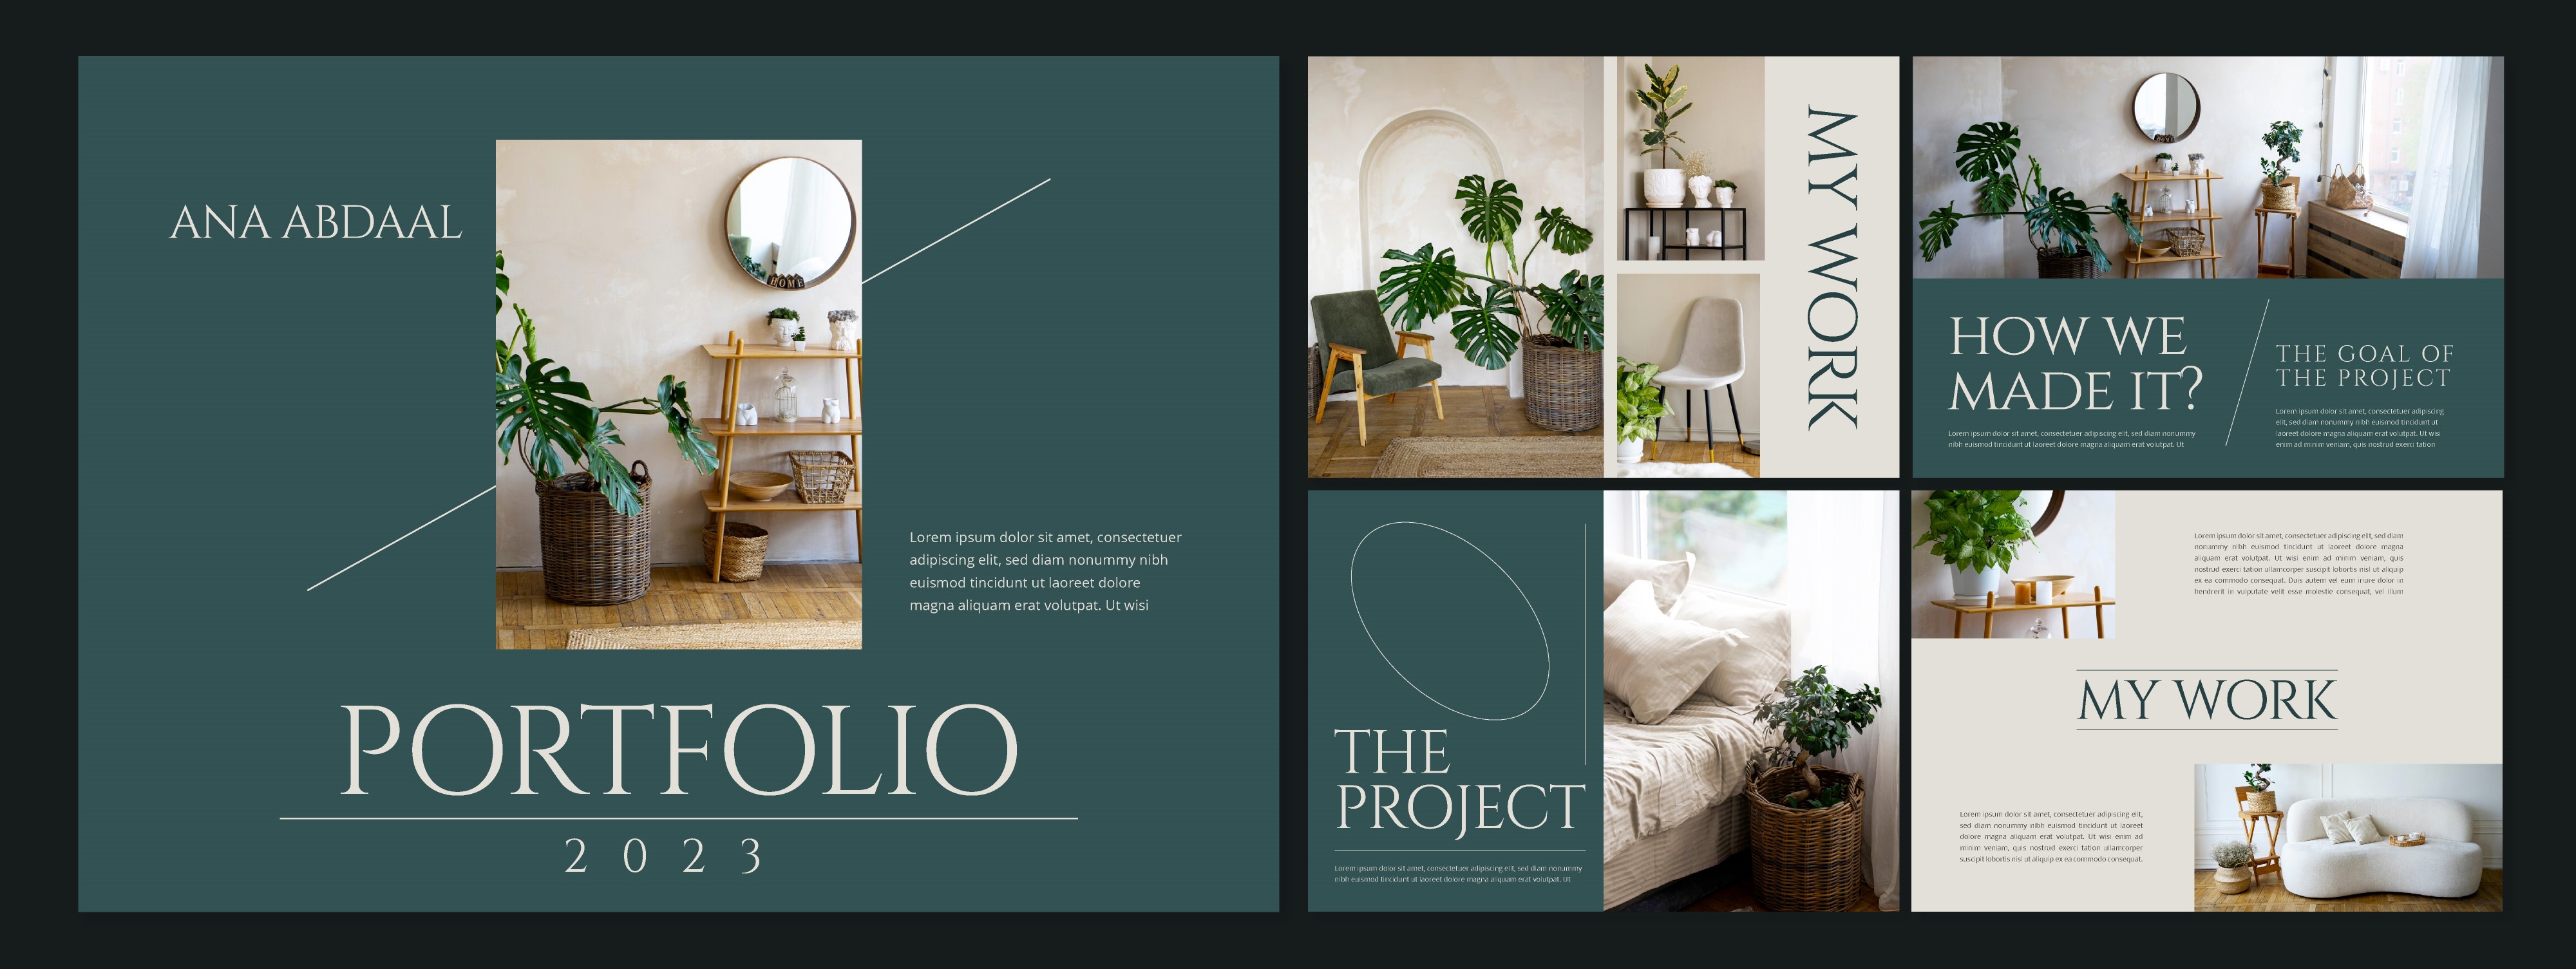 ANA ABDAAL
HOME
Lorem ipsum dolor sit amet, consectetuer
adipiscing elit, sed diam nonummy nibh
euismod tincidunt ut laoreet dolore
magna aliquam erat volutpat. Ut wisi
PORTFOLIO
2023
MY WORK
HOW WE
MADE IT?
Lorem ipsum dolor sit amet, consectetuer adipiscing elit, sed diam nonummy
nibh euismod tincidunt ut laoreet dolore magna aliquam erat volutpat. Ut
THE GOAL OF
THE PROJECT
Lorem ipsum dolor sit amet, consectetuer adipiscing
elit, sed diam nonummy nibh euismod tincidunt ut
laoreet dolore magna aliquam erat volutpat. Ut wisi
enim ad minim veniam, quis nostrud exerci tation
THE
PROJECT
Lorem ipsum dolor sit amet, consectetuer adipiscing elit, sed diam nonummy
nibh euismod tincidunt ut laoreet dolore magna aliquam erat volutpat. Ut
Lorem ipsum dolor sit amet, consectetuer adipiscing elit, sed diam
nonummy nibh euismod tincidunt ut laoreet dolore magna
aliquam erat volutpat. Ut wisi enim ad minim veniam, quis
nostrud exerci tation ullamcorper suscipit lobortis nisl ut aliquip
ex ea commodo consequat. Duis autem vel eum iriure dolor in
hendrerit in vulputate velit esse molestie consequat, vel illum
MY WORK
Lorem ipsum dolor sit amet, consectetuer adipiscing elit,
sed diam nonummy nibh euismod tincidunt ut laoreet
dolore magna aliquam erat volutpat. Ut wisi enim ad
minim veniam, quis nostrud exerci tation ullamcorper
suscipit lobortis nisl ut aliquip ex ea commodo consequat.